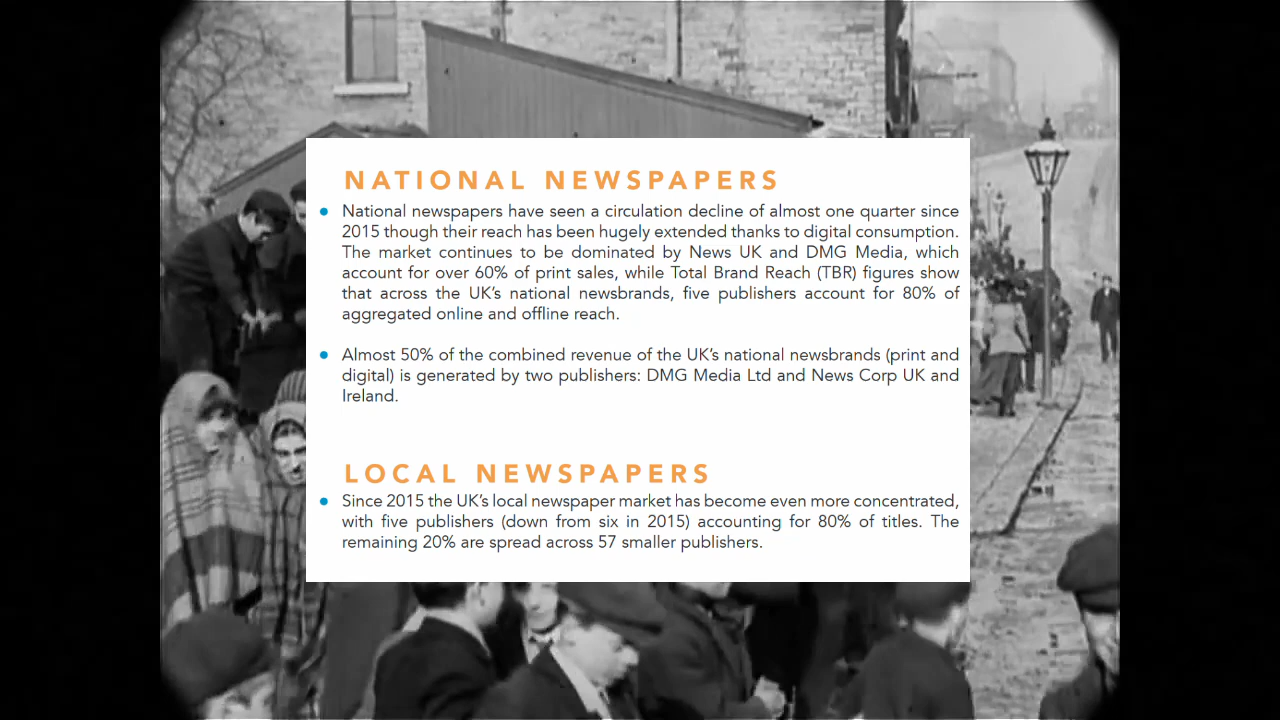 NATIONAL NEWSPAPERS
National newspapers have seen a circulation decline of almost one quarter since
2015 though their reach has been hugely extended thanks to digital consumption.
The market continues to be dominated by News UK and DMG Media, which
account for over 60% of print sales, while Total Brand Reach (TBR) figures show
that across the UK's national newsbrands, five publishers account for 80% of
aggregated online and offline reach.
Almost 50% of the combined revenue of the UK's national newsbrands (print and
digital) is generated by two publishers: DMG Media Ltd and News Corp UK and
Ireland.
LOCAL NEWSPAPERS
Since 2015 the UK's local newspaper market has become even more concentrated,
with five publishers (down from six in 2015) accounting for 80% of titles. The
remaining 20% are spread across 57 smaller publishers.